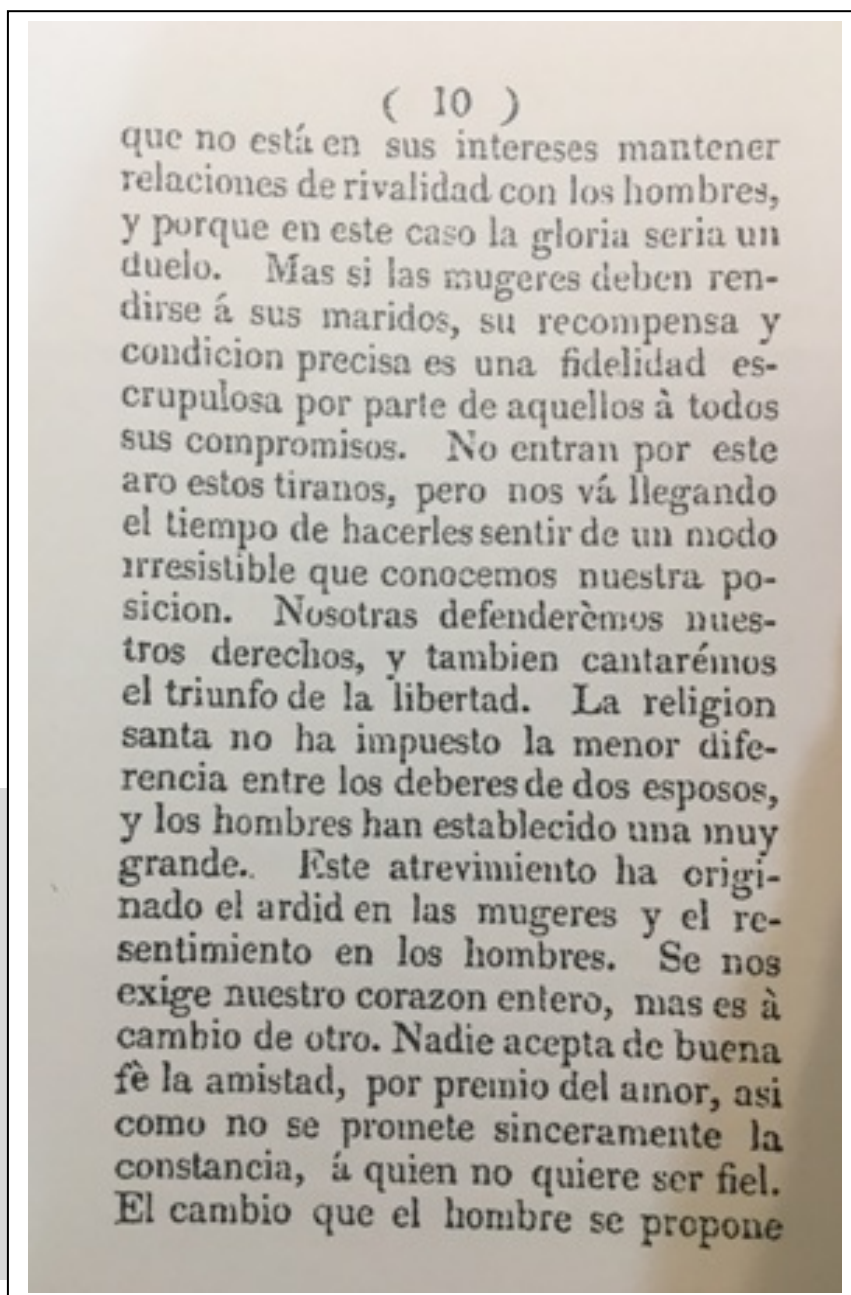 ( 10 )
que no está en sus intereses mantener
relaciones de rivalidad con los hombres,
y porque en este caso la gloria seria un
duelo. Mas si las mugeres deben ren-
dirse á sus maridos, su recompensa y
condicion precisa es una fidelidad es-
crupulosa por parte de aquellos à todos
sus compromisos. No entran por este
aro estos tiranos, pero nos vá llegando
el tiempo de hacerles sentir de un modo
irresistible que conocemos nuestra po-
sicion. Nosotras defenderèmos nues-
tros derechos, y tambien cantarémos
el triunfo de la libertad. La religion
santa no ha impuesto la menor dife-
rencia entre los deberes de dos esposos,
y los hombres han establecido una muy
grande. Este atrevimiento ha origi-
nado el ardid en las mugeres y el re-
sentimiento en los hombres. Se nos
exige nuestro corazon entero, mas es à
cambio de otro. Nadie acepta de buena
fè la amistad, por premio del amor, asi
como no se promete sinceramente la
constancia, á quien no quiere ser fiel.
El cambio que el hombre se propone